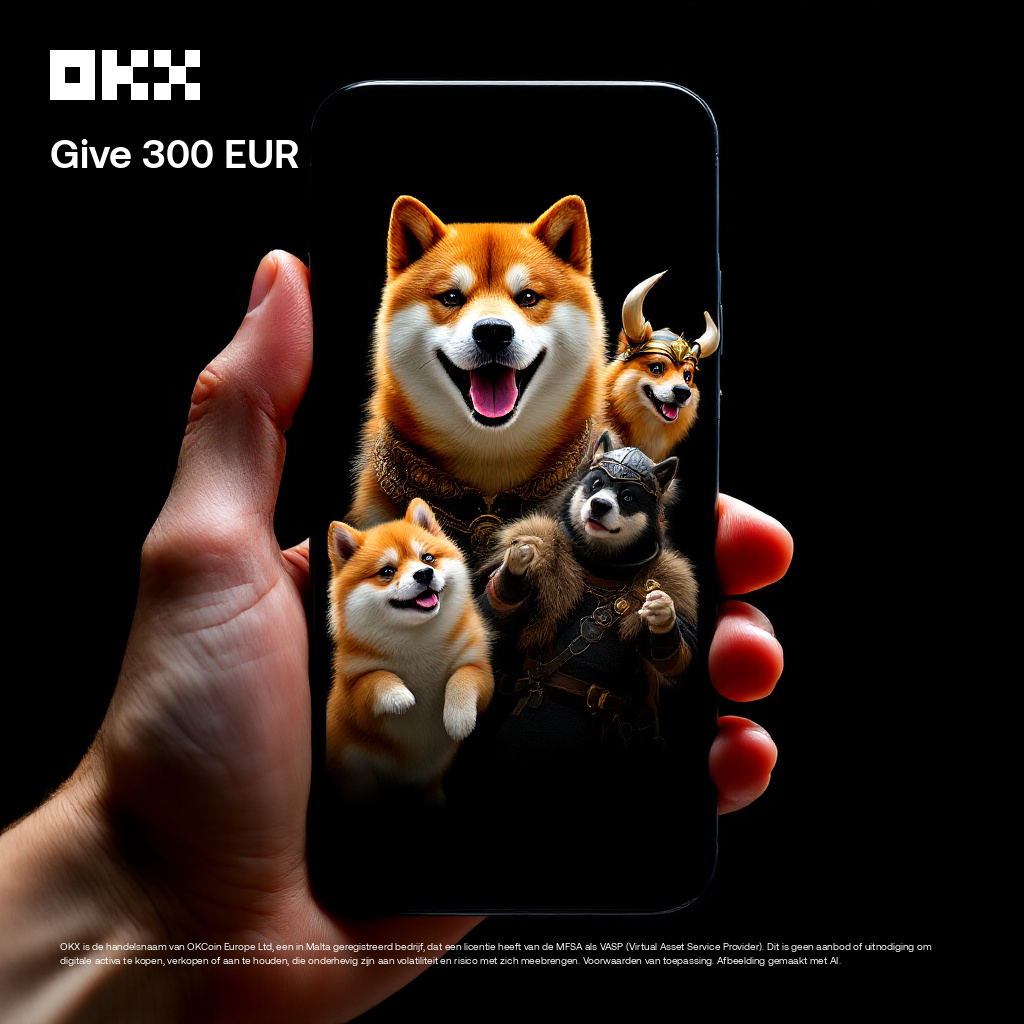 OKX
Give 300 EUR
OKX is de handelsnaam van OKCoin Europe Ltd, een in Malta geregistreerd bedrijf, dat een licentie heeft van de MFSA als VASP (Virtual Asset Service Provider). Dit is geen aanbod of uitnodiging om
digitale activa te kopen, verkopen of aan te houden, die onderhevig zijn aan volatiliteit en risico met zich meebrengen. Voorwaarden van toepassing. Afbeelding gemaakt met AI.